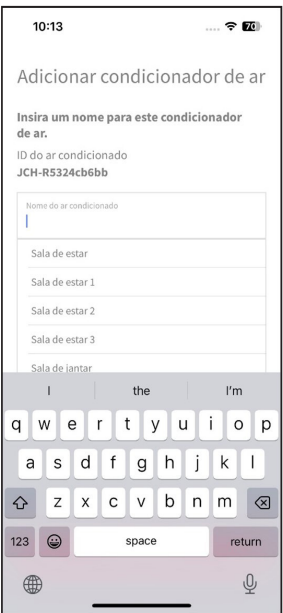 10:13
70
Adicionar condicionador de ar
Insira um nome para este condicionador
de ar.
ID do ar condicionado
JCH-R5324cb6bb
Nome do ar condicionado
Sala de estar
Sala de estar 1
Sala de estar 2
Sala de estar 3
Sala de jantar
I the I'm
q w e r t y u i o p
a s d f g h j k l
z x c v b n m
123 space return